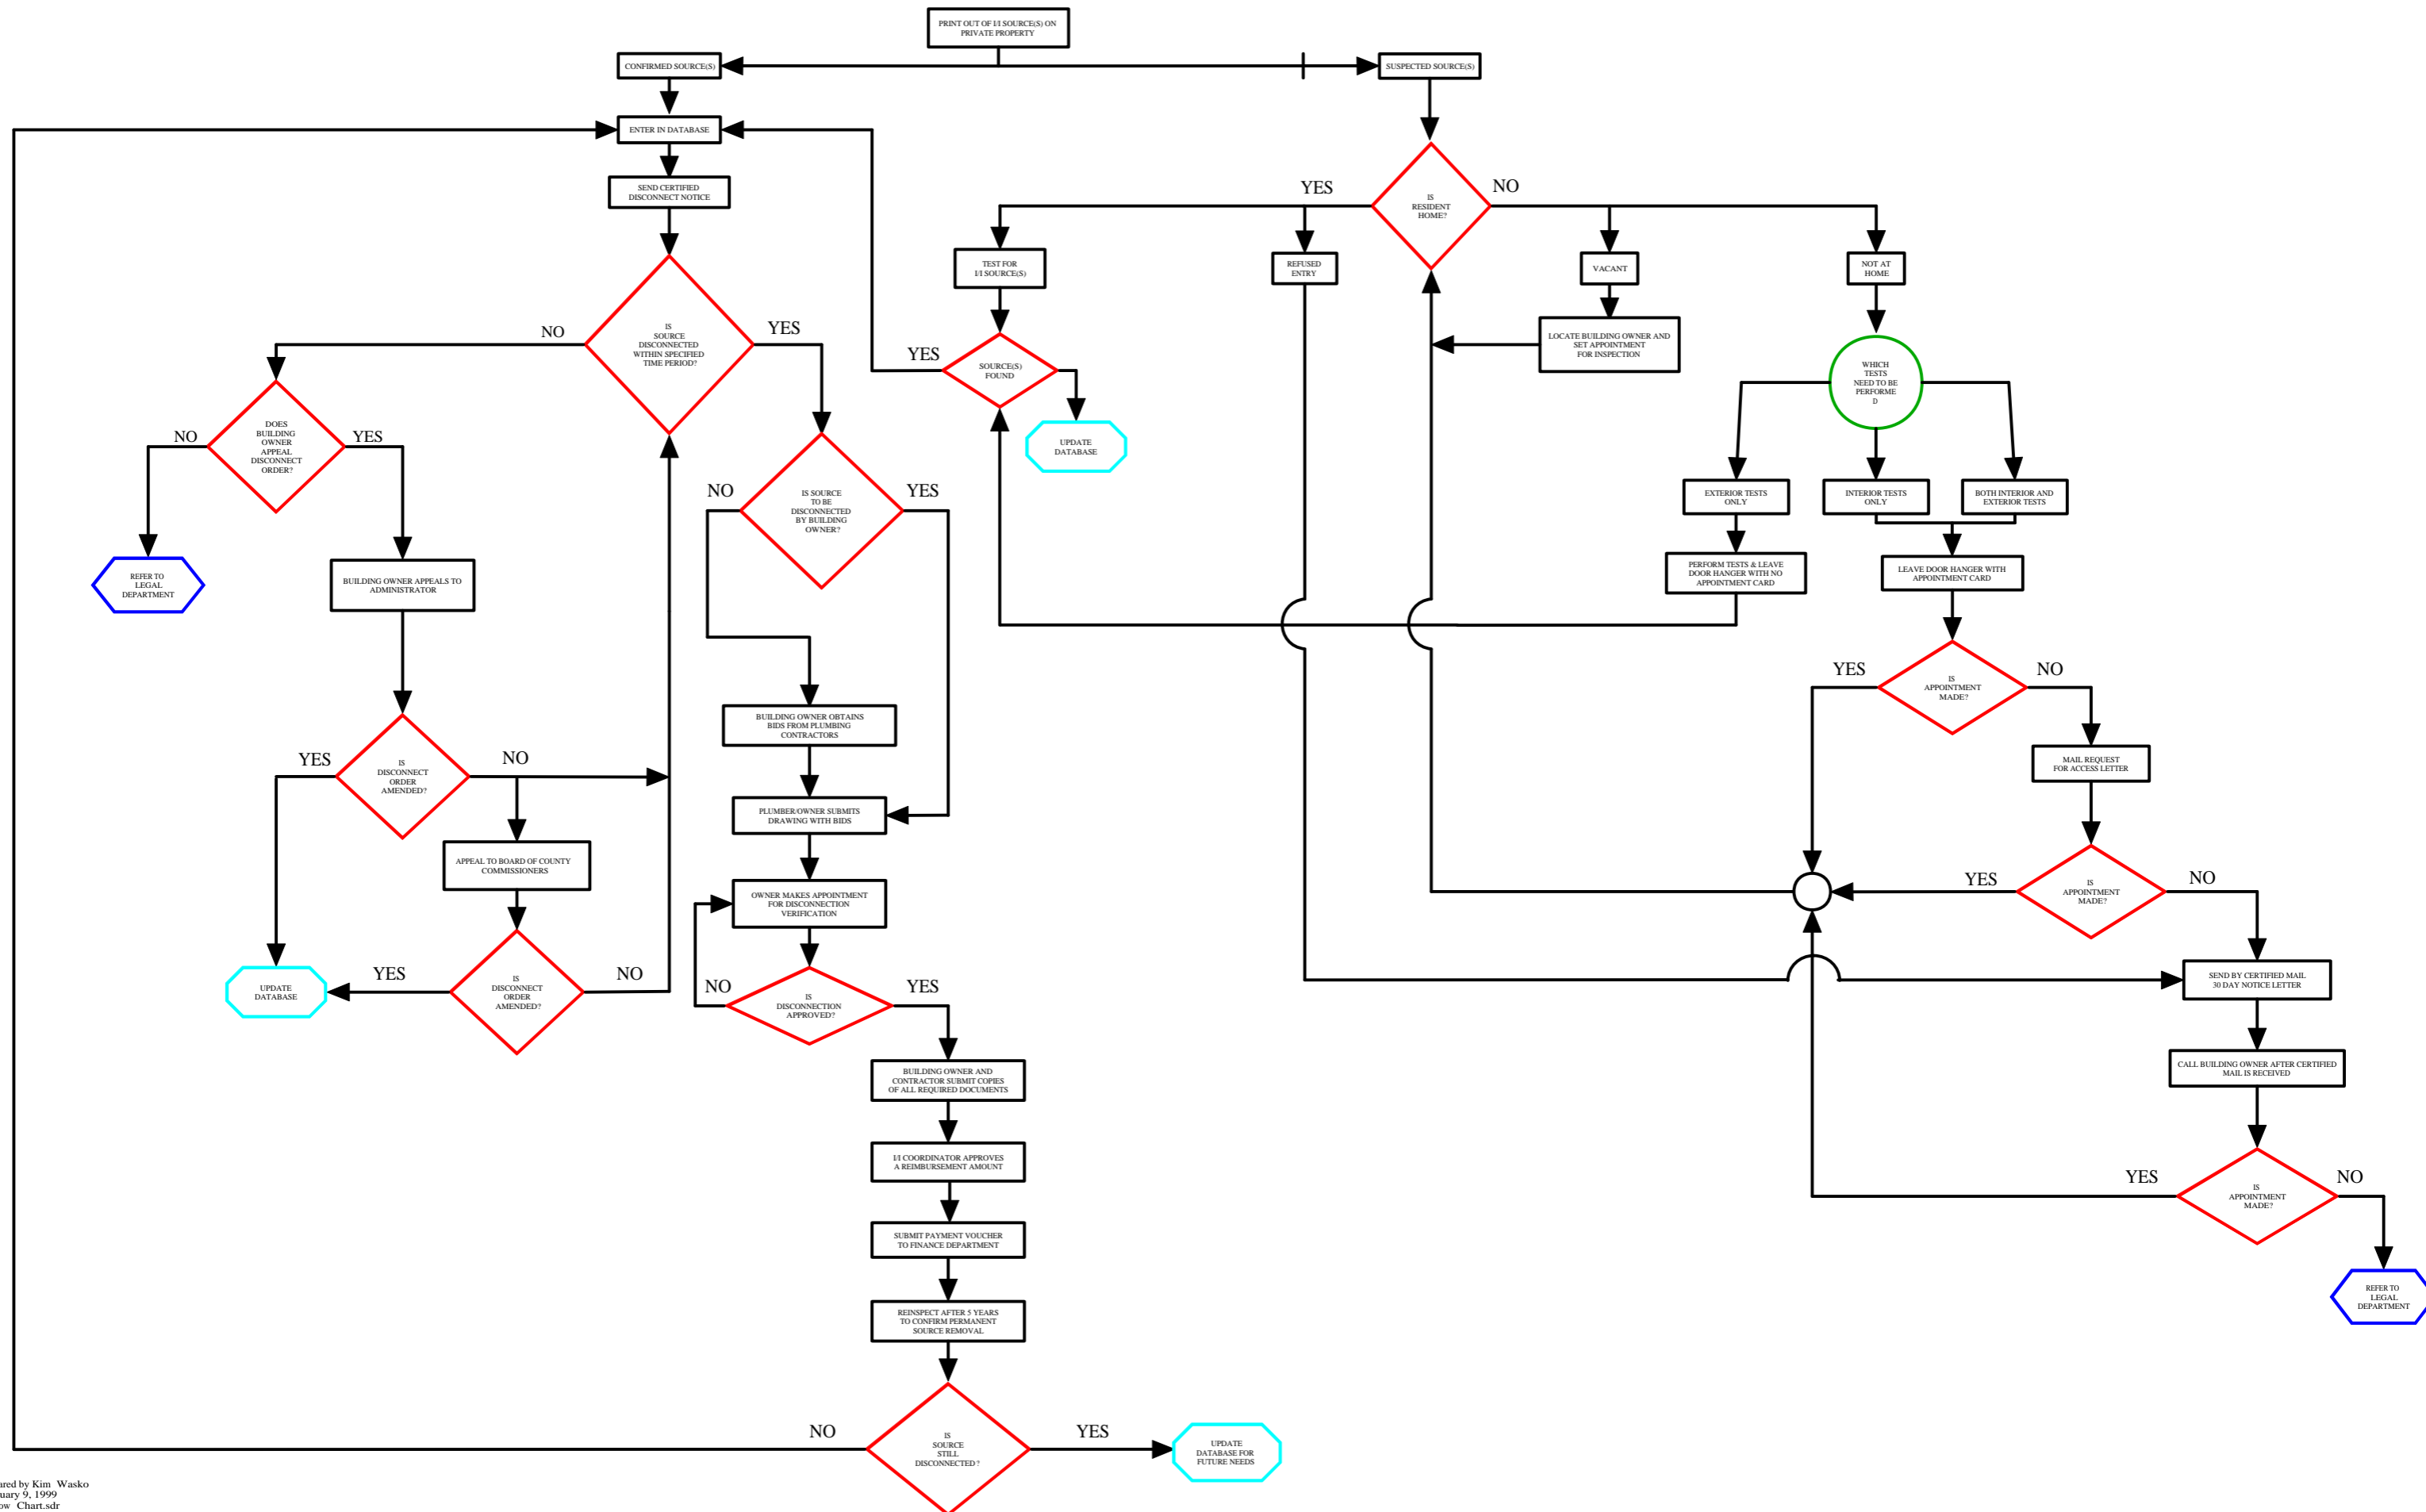 PRINT OUT OF I/I SOURCE(S) ON
PRIVATE PROPERTY
CONFIRMED SOURCE(S)
SUSPECTED SOURCE(S)
ENTER IN DATABASE
SEND CERTIFIED
DISCONNECT NOTICE
YES
IS
RESIDENT
HOME?
NO
TEST FOR
I/I SOURCE(S)
REFUSED
ENTRY
VACANT
NOT AT
HOME
NO
IS
SOURCE
DISCONNECTED
WITHIN SPECIFIED
TIME PERIOD?
YES
YES
SOURCE(S)
FOUND
LOCATE BUILDING OWNER AND
SET APPOINTMENT
FOR INSPECTION
WHICH
TESTS
NEED TO BE
PERFORME
D
NO
DOES
BUILDING
OWNER
APPEAL
DISCONNECT
ORDER?
YES
UPDATE
DATABASE
NO
IS SOURCE
TO BE
DISCONNECTED
BY BUILDING
OWNER?
YES
EXTERIOR TESTS
ONLY
INTERIOR TESTS
ONLY
BOTH INTERIOR AND
EXTERIOR TESTS
REFER TO
LEGAL
DEPARTMENT
BUILDING OWNER APPEALS TO
ADMINISTRATOR
PERFORM TESTS & LEAVE
DOOR HANGER WITH NO
APPOINTMENT CARD
LEAVE DOOR HANGER WITH
APPOINTMENT CARD
YES
IS
APPOINTMENT
MADE?
NO
BUILDING OWNER OBTAINS
BIDS FROM PLUMBING
CONTRACTORS
YES
IS
DISCONNECT
ORDER
AMENDED?
NO
MAIL REQUEST
FOR ACCESS LETTER
PLUMBER/OWNER SUBMITS
DRAWING WITH BIDS
APPEAL TO BOARD OF COUNTY
COMMISSIONERS
OWNER MAKES APPOINTMENT
FOR DISCONNECTION
VERIFICATION
YES
IS
APPOINTMENT
MADE?
NO
UPDATE
DATABASE
YES
IS
DISCONNECT
ORDER
AMENDED?
NO
NO
IS
DISCONNECTION
APPROVED?
YES
SEND BY CERTIFIED MAIL
30 DAY NOTICE LETTER
BUILDING OWNER AND
CONTRACTOR SUBMIT COPIES
OF ALL REQUIRED DOCUMENTS
CALL BUILDING OWNER AFTER CERTIFIED
MAIL IS RECEIVED
I/I COORDINATOR APPROVES
A REIMBURSEMENT AMOUNT
YES
IS
APPOINTMENT
MADE?
NO
SUBMIT PAYMENT VOUCHER
TO FINANCE DEPARTMENT
REFER TO
LEGAL
DEPARTMENT
REINSPECT AFTER 5 YEARS
TO CONFIRM PERMANENT
SOURCE REMOVAL
NO
IS
SOURCE
STILL
DISCONNECTED ?
YES
UPDATE
DATABASE FOR
FUTURE NEEDS
ared by Kim Wasko
uary 9, 1999
ow Chart.sdr